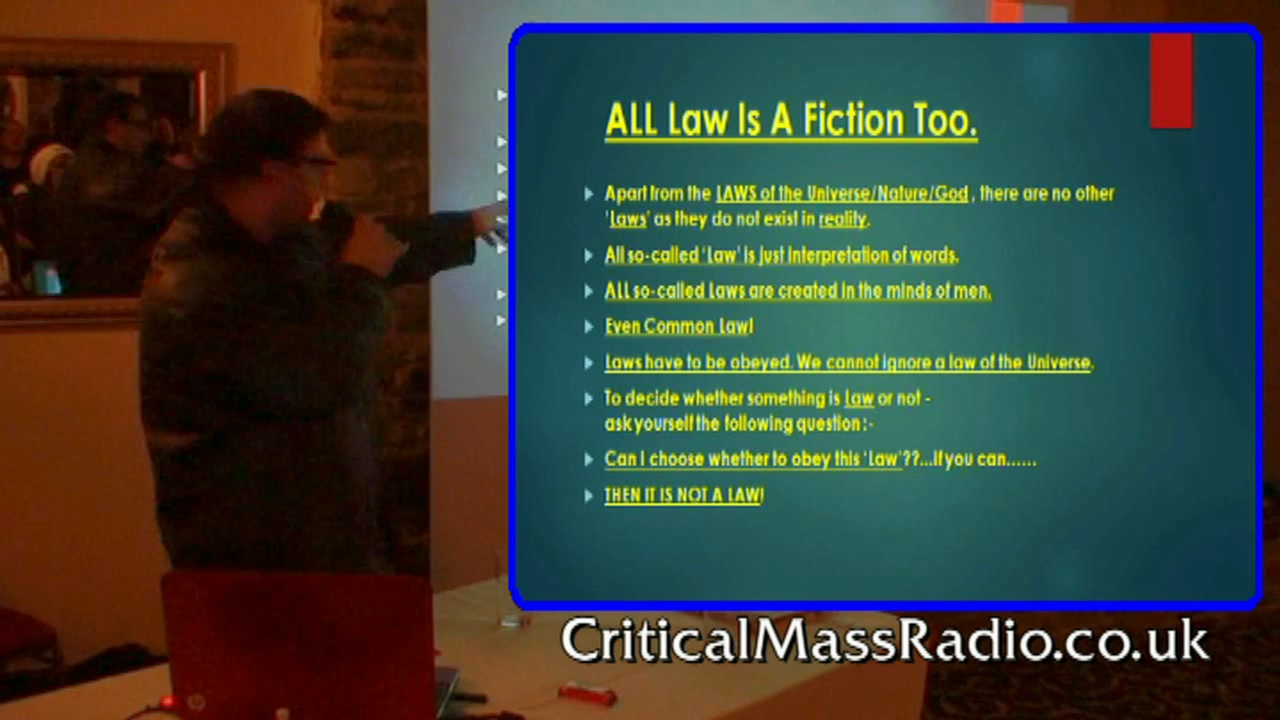 ALL Law Is A Fiction Too.
Apart from the LAWS of the Universe/Nature/God , there are no other
'Laws' as they do not exist in reality.
All so-called 'Law' is just interpretation of words.
ALL so-called Laws are created in the minds of men.
Even Common Law!
Laws have to be obeyed. We cannot ignore a law of the Universe.
To decide whether something is law or not -
ask yourself the following question :-
Can I choose whether to obey this 'Law'??...If you can......
THEN IT IS NOT A LAW!
CriticalMassRadio.co.uk